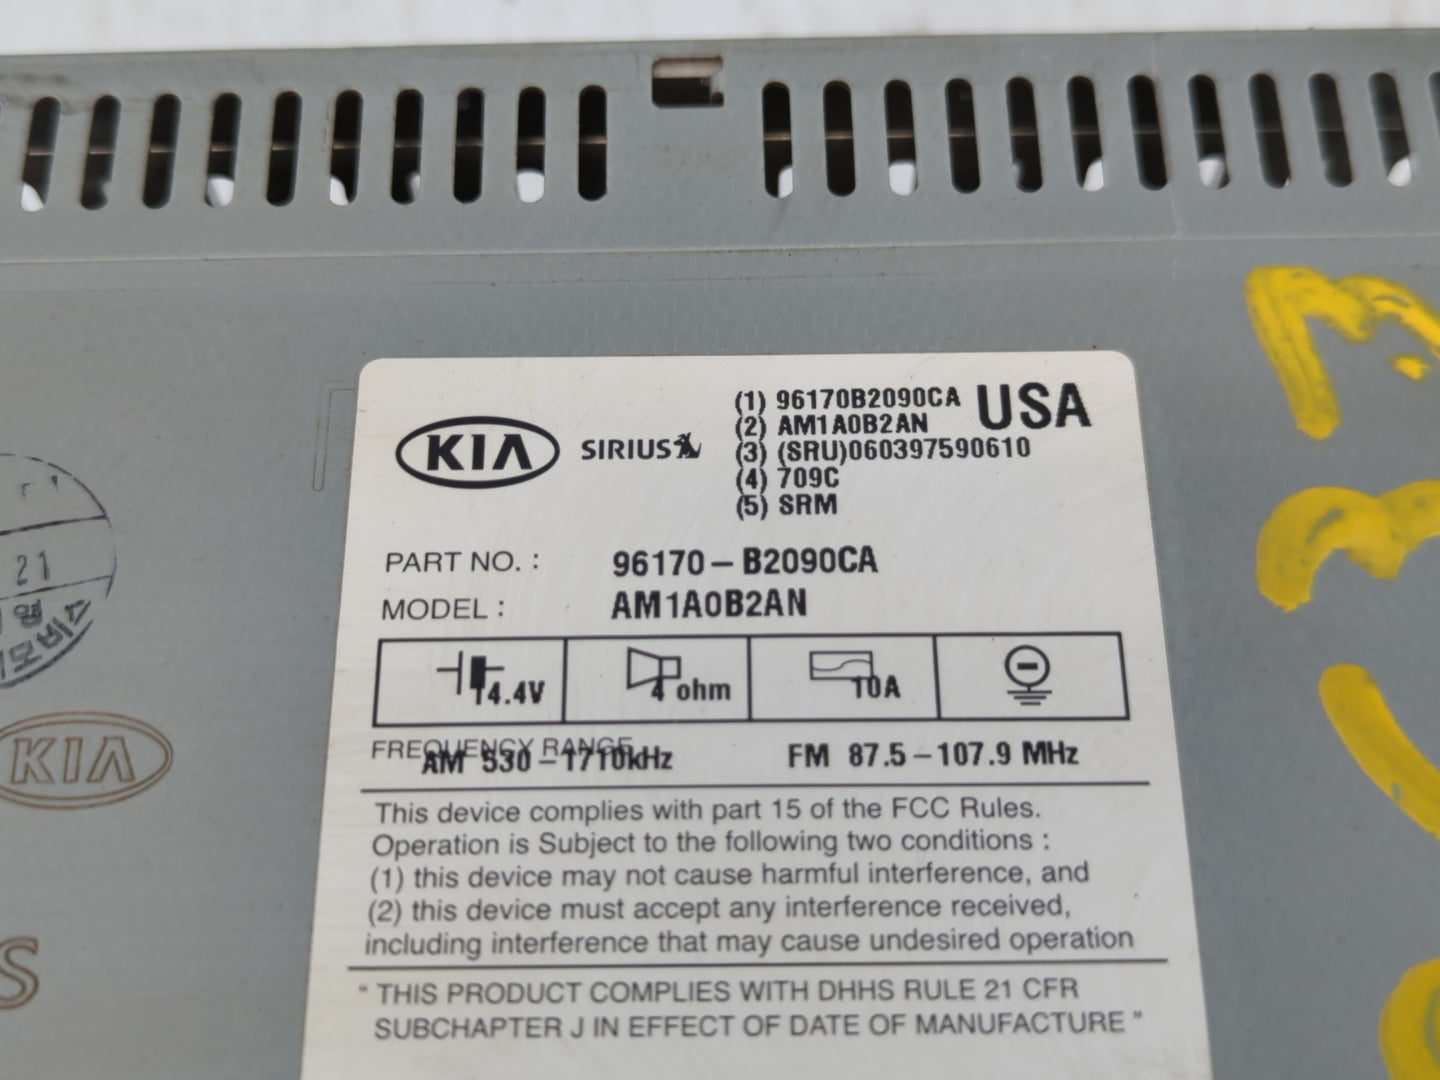 KIA SIRIUS
(1) 96170B2090CA USA
(2) AM1A0B2AN
(3) (SRU)060397590610
(4) 709C
(5) SRM
PART NO. : 96170-B2090CA
MODEL : AM1A0B2AN
14.4V 4 ohm 10A
FREQUENCY RANGE
AM 530-1710kHz FM 87.5-107.9 MHz
This device complies with part 15 of the FCC Rules.
Operation is Subject to the following two conditions :
(1) this device may not cause harmful interference, and
(2) this device must accept any interference received,
including interference that may cause undesired operation
" THIS PRODUCT COMPLIES WITH DHHS RULE 21 CFR
SUBCHAPTER J IN EFFECT OF DATE OF MANUFACTURE "
21
KIA
S